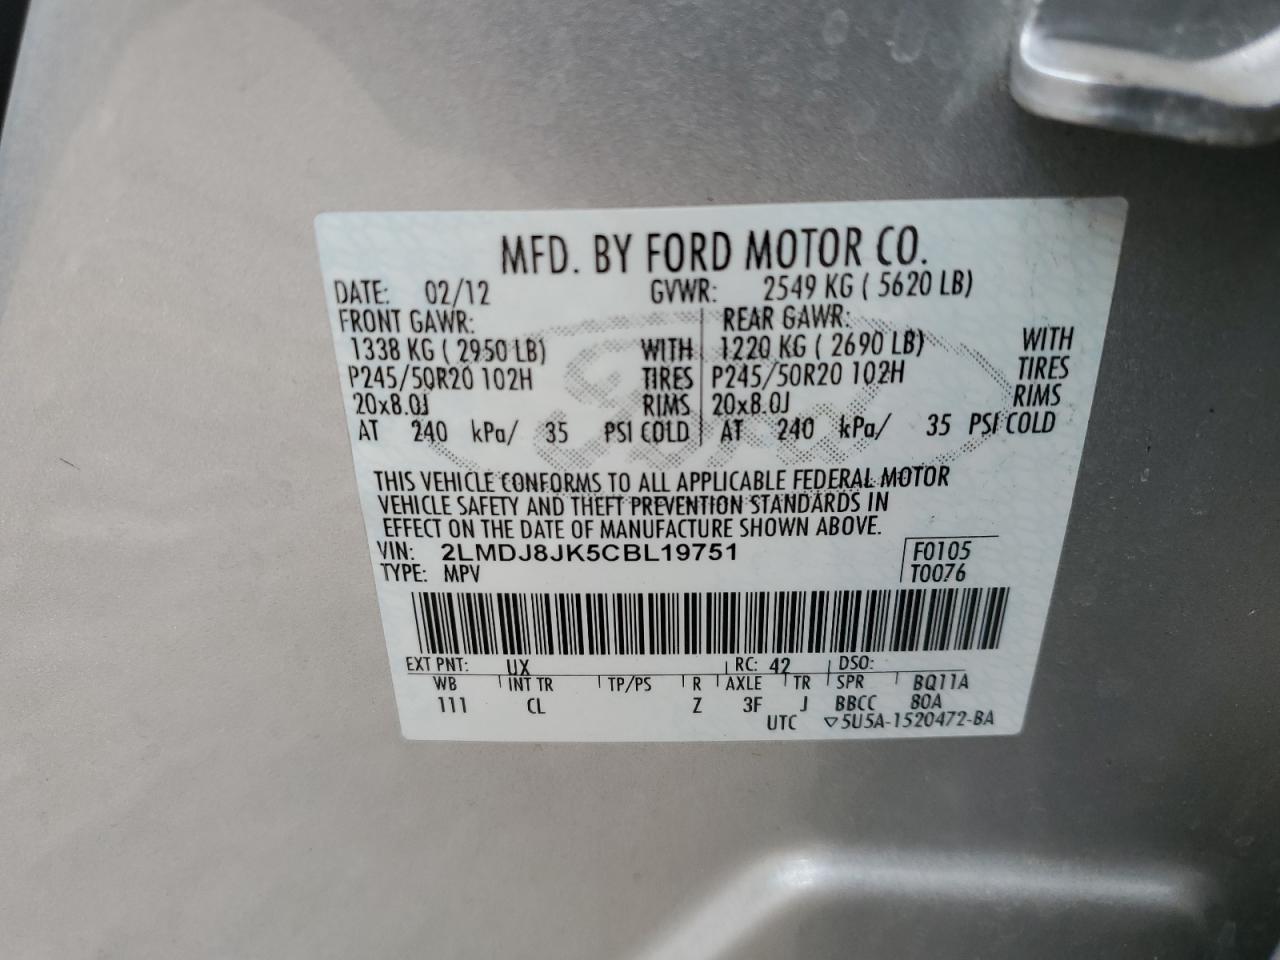 MFD. BY FORD MOTOR CO.
DATE: 02/12 GVWR: 2549 KG ( 5620 LB)
FRONT GAWR: REAR GAWR:
1338 KG ( 2950 LB) WITH 1220 KG ( 2690 LB) WITH
P245/50R20 102H TIRES P245/50R20 102H TIRES
20x8.0J RIMS 20x8.0J RIMS
AT 240 kPa/ 35 PSI COLD AT 240 kPa/ 35 PSI COLD
Ford
THIS VEHICLE CONFORMS TO ALL APPLICABLE FEDERAL MOTOR
VEHICLE SAFETY AND THEFT PREVENTION STANDARDS IN
EFFECT ON THE DATE OF MANUFACTURE SHOWN ABOVE.
VIN: 2LMDJ8JK5CBL19751 F0105
TYPE: MPV T0076
EXT PNT: UX RC: 42 DSO:
WB INT TR TP/PS R AXLE TR SPR BQ11A
111 CL Z 3F J BBCC 80A
UTC ▽5U5A-1520472-BA